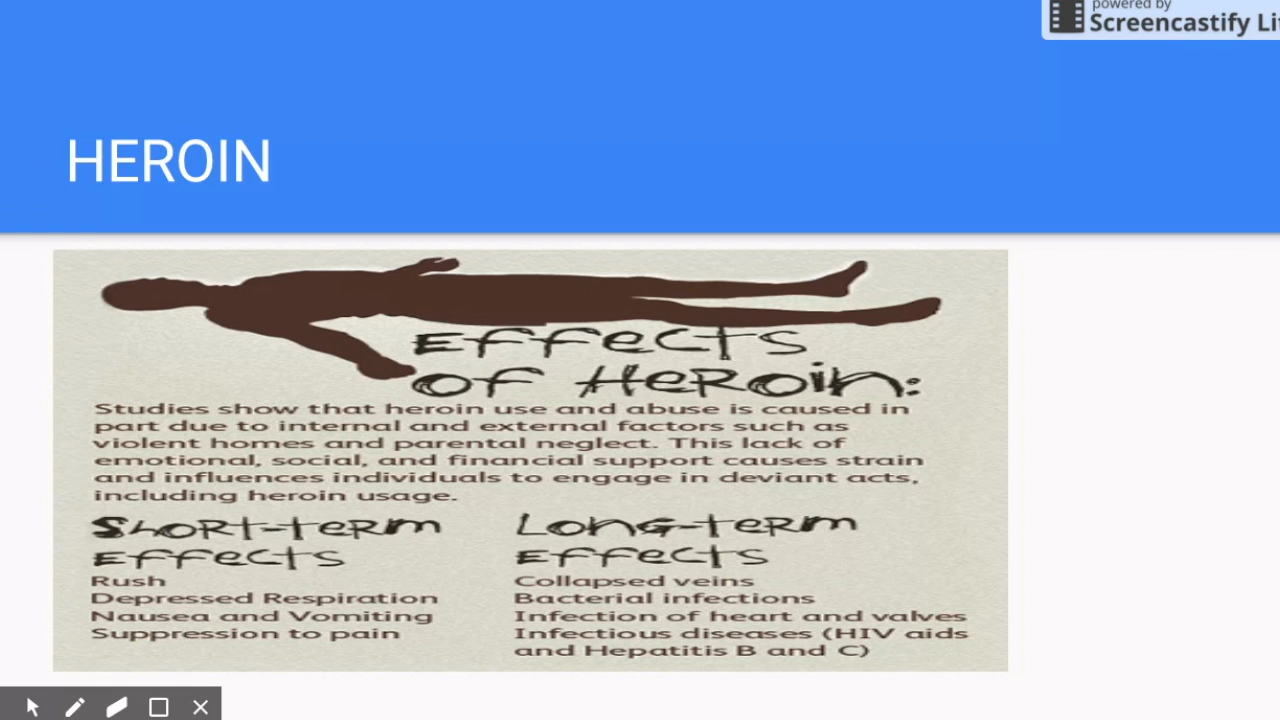 powered by
Screencastify
HEROIN
Effects
of Heroin:
Studies show that heroin use and abuse is caused in
part due to internal and external factors such as
violent homes and parental neglect. This lack of
emotional, social, and financial support causes strain
and influences individuals to engage in deviant acts,
including heroin usage.
Short-term
Effects
Rush
Depressed Respiration
Nausea and Vomiting
Suppression to pain
Long-term
Effects
Collapsed veins
Bacterial infections
Infection of heart and valves
Infectious diseases (HIV aids
and Hepatitis B and C)